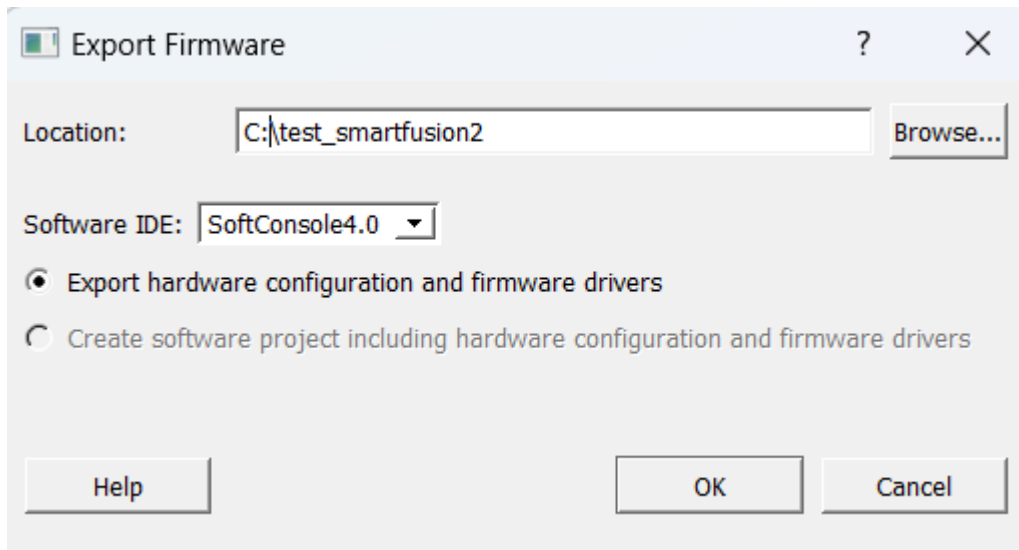 Export Firmware ?
Location: C:\test_smartfusion2 Browse...
Software IDE: SoftConsole4.0
Export hardware configuration and firmware drivers
Create software project including hardware configuration and firmware drivers
Help OK Cancel